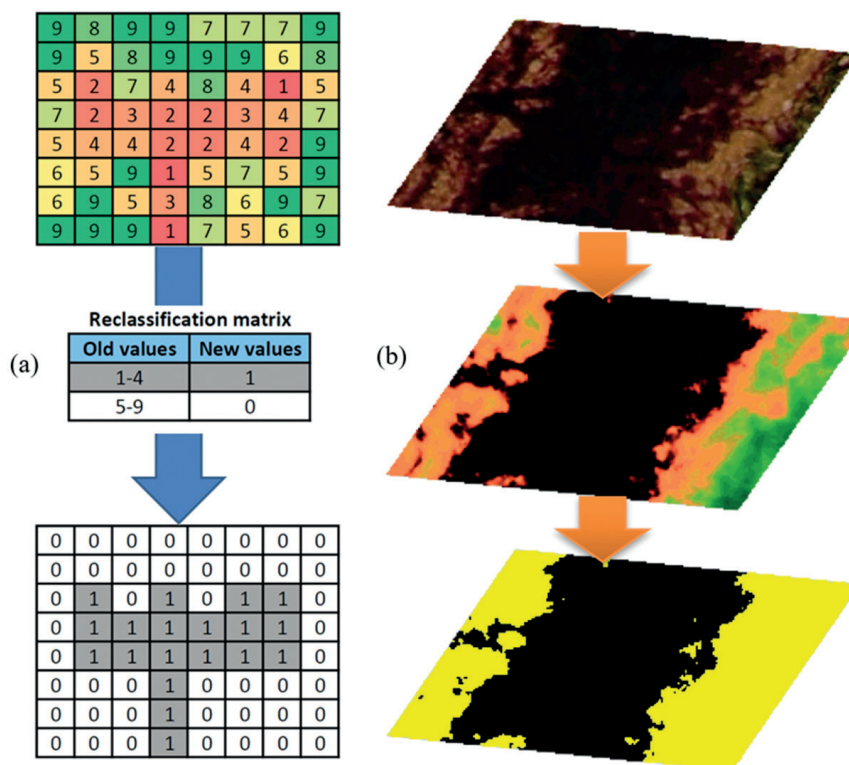 9 8 9 9 7 7 7 9
9 5 8 9 9 9 6 8
5 2 7 4 8 4 1 5
7 2 3 2 2 3 4 7
5 4 4 2 2 4 2 9
6 5 9 1 5 7 5 9
6 9 5 3 8 6 9 7
9 9 9 1 7 5 6 9
Reclassification matrix
Old values New values
1-4 1
5-9 0
(a)
0 0 0 0 0 0 0 0
0 0 0 0 0 0 0 0
0 1 0 1 0 1 1 0
0 1 1 1 1 1 1 0
0 1 1 1 1 1 1 0
0 0 0 1 0 0 0 0
0 0 0 1 0 0 0 0
0 0 0 1 0 0 0 0
(b)